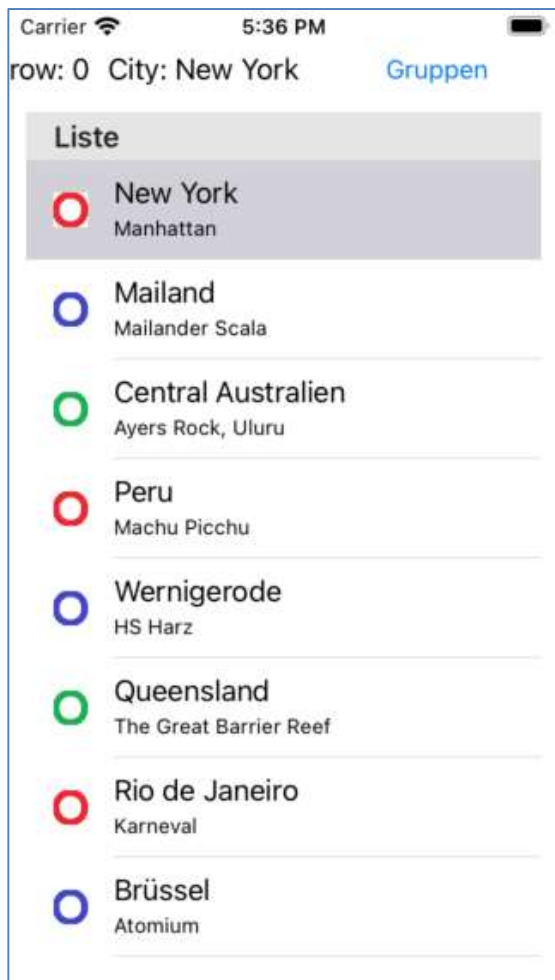 Carrier 5:36 PM
row: 0 City: New York Gruppen
Liste
New York
Manhattan
Mailand
Mailander Scala
Central Australien
Ayers Rock, Uluru
Peru
Machu Picchu
Wernigerode
HS Harz
Queensland
The Great Barrier Reef
Rio de Janeiro
Karneval
Brüssel
Atomium